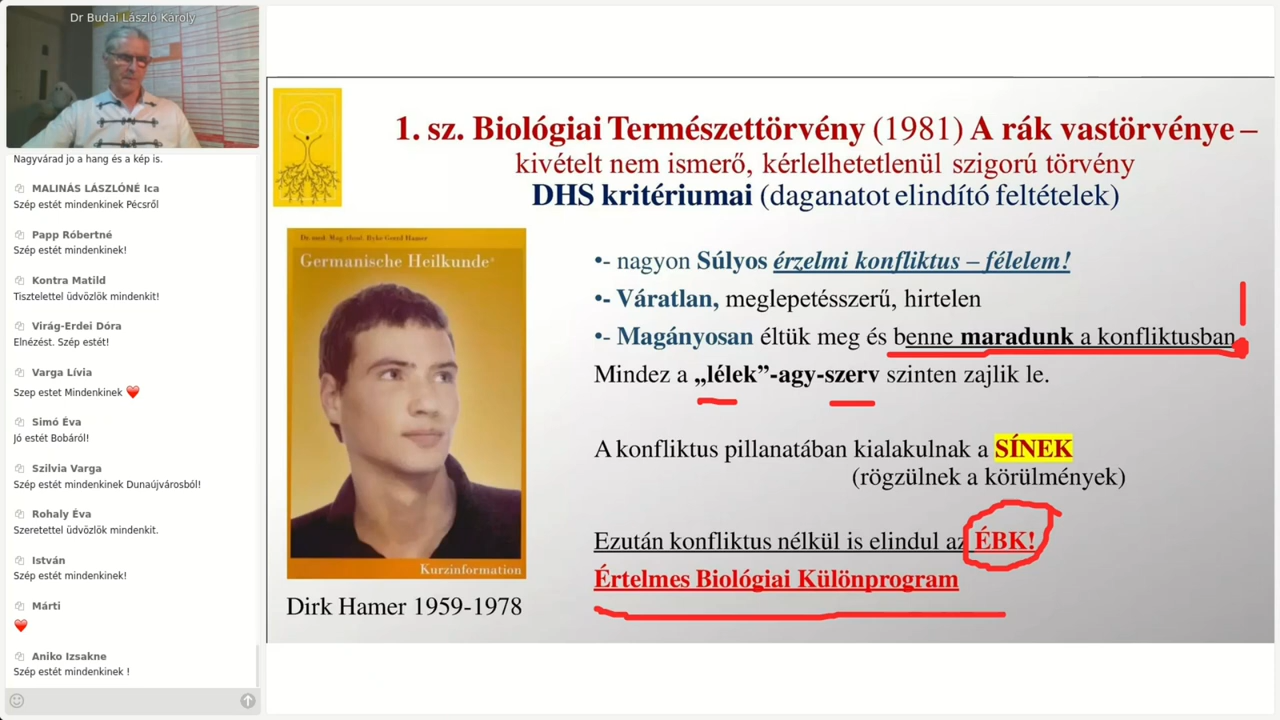 Dr Budai László Károly
Nagyvárad jo a hang és a kép is.
MALINÁS LÁSZLÓNÉ Ica
Szép estét mindenkinek Pécsről
Papp Róbertné
Szép estét mindenkinek!
Kontra Matild
Tisztelettel üdvözlök mindenkit!
Virág-Erdei Dóra
Elnézést. Szép estét!
Varga Lívia
Szep estet Mindenkinek ❤️
Simó Éva
Jó estét Bobáról!
Szilvia Varga
Szép estét mindenkinek Dunaújvárosból!
Rohaly Éva
Szeretettel üdvözlök mindenkit.
István
Szép estét mindenkinek!
Márti
❤️
Aniko Izsakne
Szép estét mindenkinek !
1. sz. Biológiai Természettörvény (1981) A rák vastörvénye –
kivételt nem ismerő, kérlelhetetlenül szigorú törvény
DHS kritériumai (daganatot elindító feltételek)
Dr. med. Mag. theol. Ryke Geerd Hamer
Germanische Heilkunde®
Kurzinformation
Dirk Hamer 1959-1978
•- nagyon Súlyos érzelmi konfliktus – félelem!
•- Váratlan, meglepetésszerű, hirtelen
•- Magányosan éltük meg és benne maradunk a konfliktusban
Mindez a „lélek”-agy-szerv szinten zajlik le.
A konfliktus pillanatában kialakulnak a SÍNEK
(rögzülnek a körülmények)
Ezután konfliktus nélkül is elindul az ÉBK!
Értelmes Biológiai Különprogram